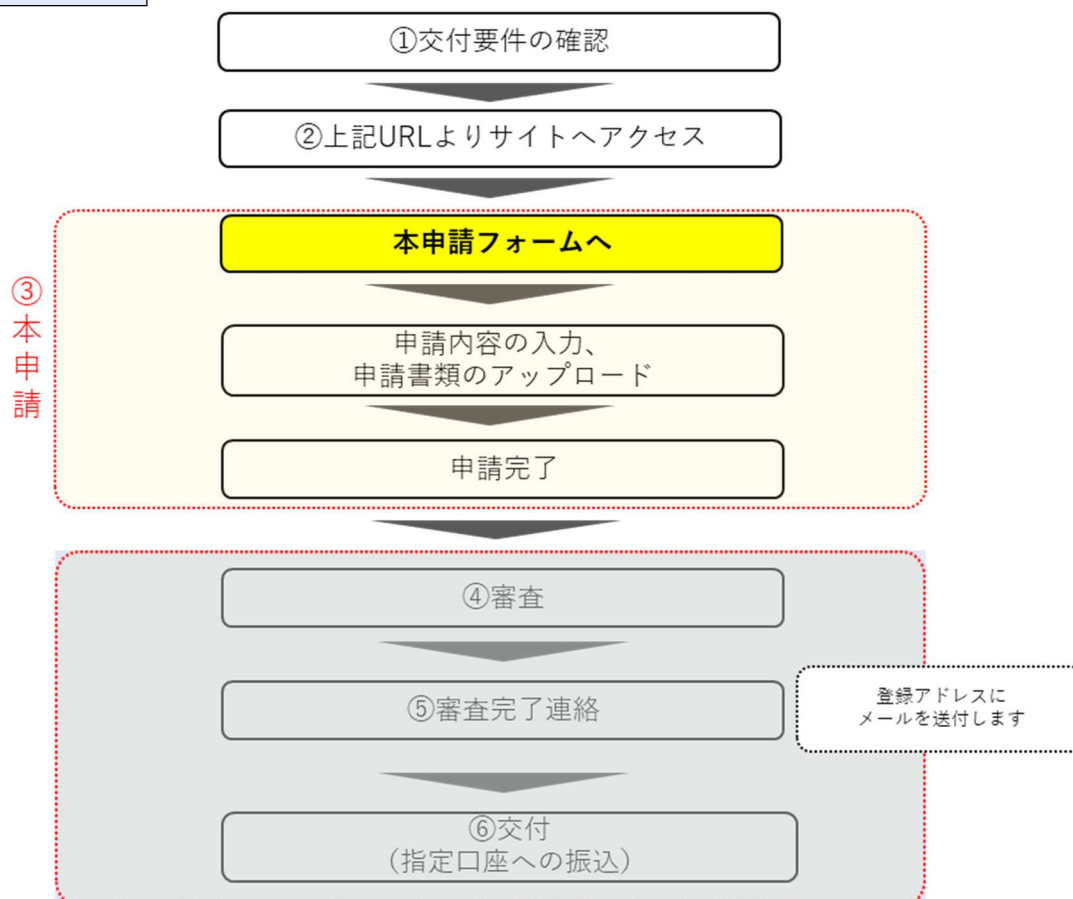 ①交付要件の確認
②上記URLよりサイトへアクセス
本申請フォームへ
③本申請
申請内容の入力、
申請書類のアップロード
申請完了
④審査
⑤審査完了連絡
登録アドレスに
メールを送付します
⑥交付
（指定口座への振込）